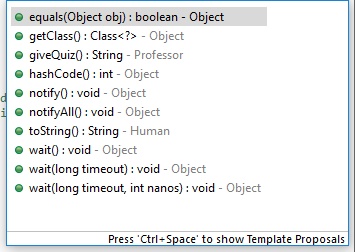 equals(Object obj) : boolean - Object
getClass() : Class<?> - Object
giveQuiz() : String - Professor
hashCode() : int - Object
notify() : void - Object
notifyAll() : void - Object
toString() : String - Human
wait() : void - Object
wait(long timeout) : void - Object
wait(long timeout, int nanos) : void - Object
Press 'Ctrl+Space' to show Template Proposals